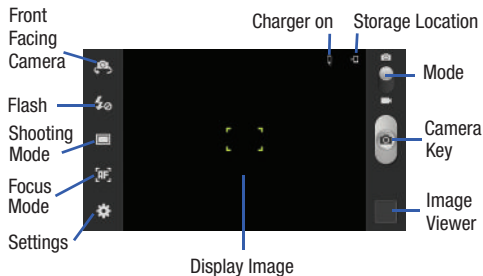 Front
Facing
Camera
Charger on
Storage Location
Mode
Flash
Shooting
Mode
Camera
Key
AF
Focus
Mode
Image
Viewer
Settings
Display Image